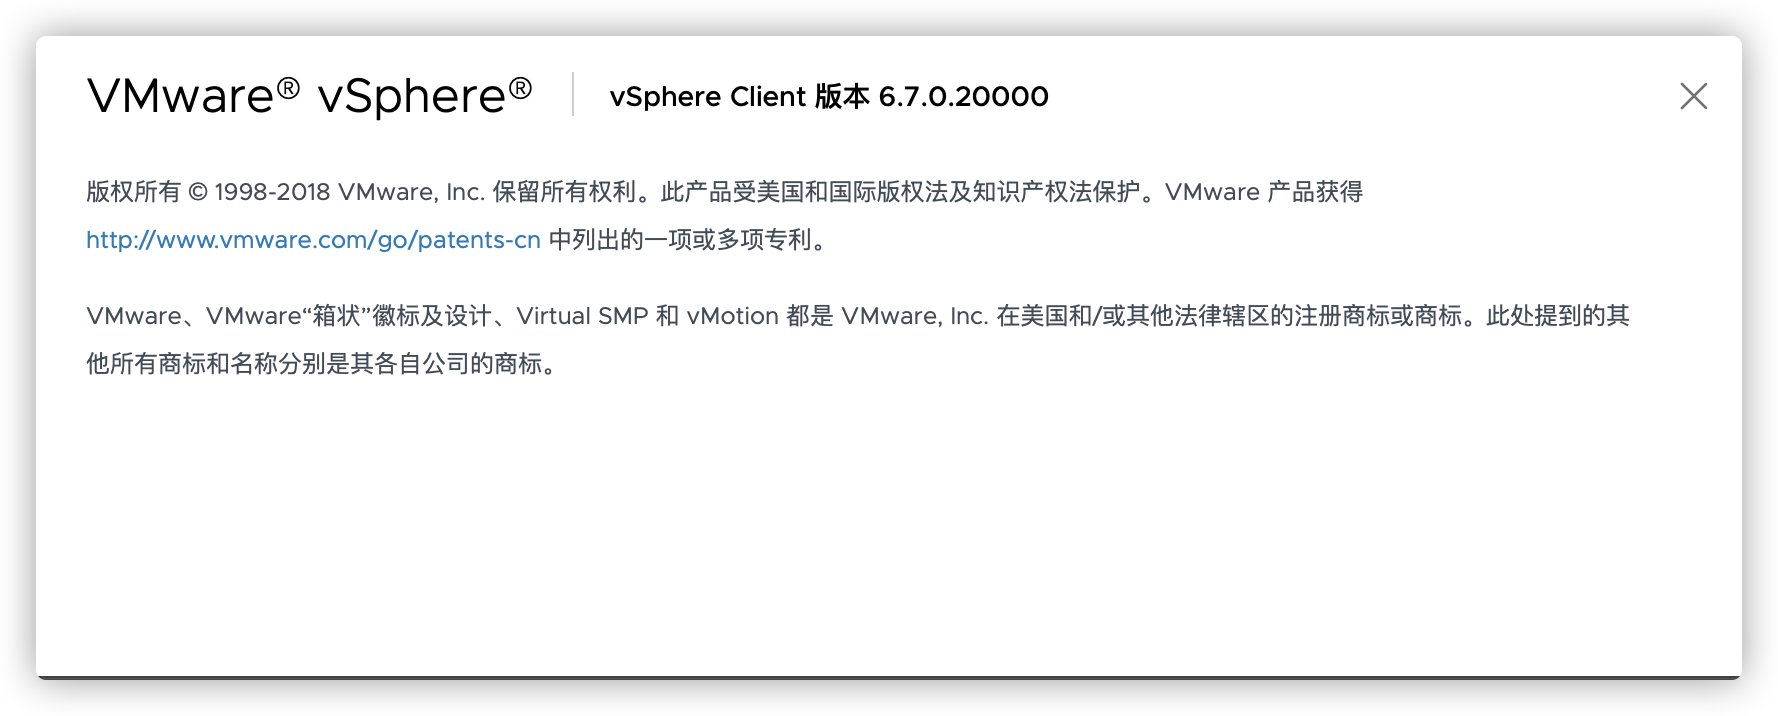 VMware® vSphere® vSphere Client 版本 6.7.0.20000
版权所有 © 1998-2018 VMware, Inc. 保留所有权利。此产品受美国和国际版权法及知识产权法保护。VMware 产品获得
http://www.vmware.com/go/patents-cn 中列出的一项或多项专利。
VMware、VMware“箱状”徽标及设计、Virtual SMP 和 vMotion 都是 VMware, Inc. 在美国和/或其他法律辖区的注册商标或商标。此处提到的其
他所有商标和名称分别是其各自公司的商标。